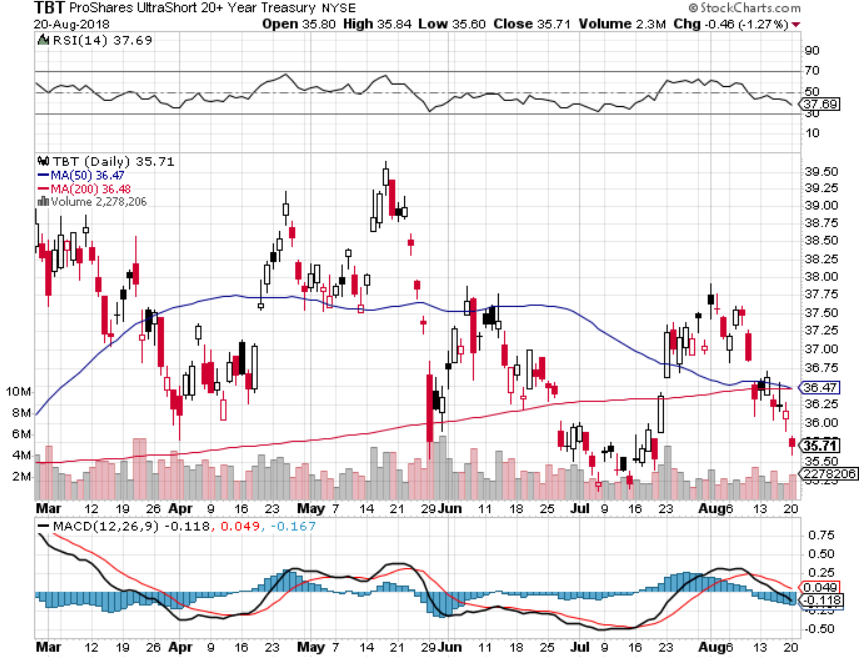 TBT ProShares UltraShort 20+ Year Treasury NYSE © StockCharts.com
20-Aug-2018 Open 35.80 High 35.84 Low 35.60 Close 35.71 Volume 2.3M Chg -0.46 (-1.27%)
RSI(14) 37.69
90
70
50
37.69
30
10
TBT (Daily) 35.71
MA(50) 36.47
MA(200) 36.48
Volume 2,278,206
39.50
39.25
39.00
38.75
38.50
38.25
38.00
37.75
37.50
37.25
37.00
36.75
36.47
36.25
36.00
35.71
35.50
2278206
10M
8M
6M
4M
2M
Mar 12 19 26 Apr 9 16 23 May 7 14 21 29 Jun 11 18 25 Jul 9 16 23 Aug 6 13 20
MACD(12,26,9) -0.118, 0.049, -0.167
0.75
0.50
0.25
0.049
-0.118
-0.50
Mar 12 19 26 Apr 9 16 23 May 7 14 21 29 Jun 11 18 25 Jul 9 16 23 Aug 6 13 20